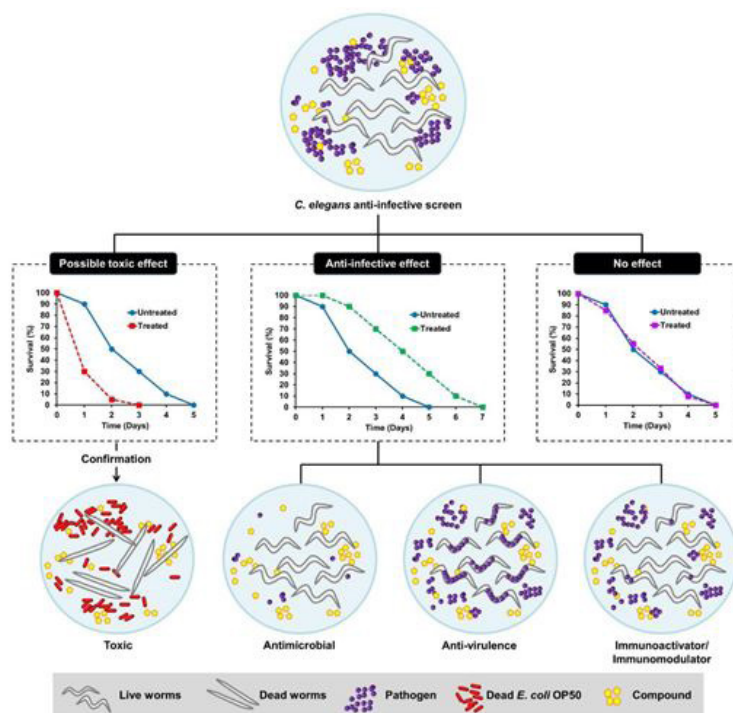 C. elegans anti-infective screen
Possible toxic effect
Anti-infective effect
No effect
100
90
80
70
60
50
40
30
20
10
0
Survival (%)
Untreated
Treated
0 1 2 3 4 5
Time (Days)
100
90
80
70
60
50
40
30
20
10
0
Survival (%)
Untreated
Treated
0 1 2 3 4 5 6 7
Time (Days)
100
90
80
70
60
50
40
30
20
10
0
Survival (%)
Untreated
Treated
0 1 2 3 4 5
Time (Days)
Confirmation
Toxic
Antimicrobial
Anti-virulence
Immunoactivator/
Immunomodulator
Live worms
Dead worms
Pathogen
Dead E. coli OP50
Compound